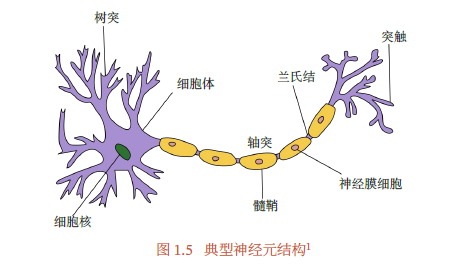 树突
突触
兰氏结
细胞体
轴突
神经膜细胞
髓鞘
细胞核
图 1.5 典型神经元结构1